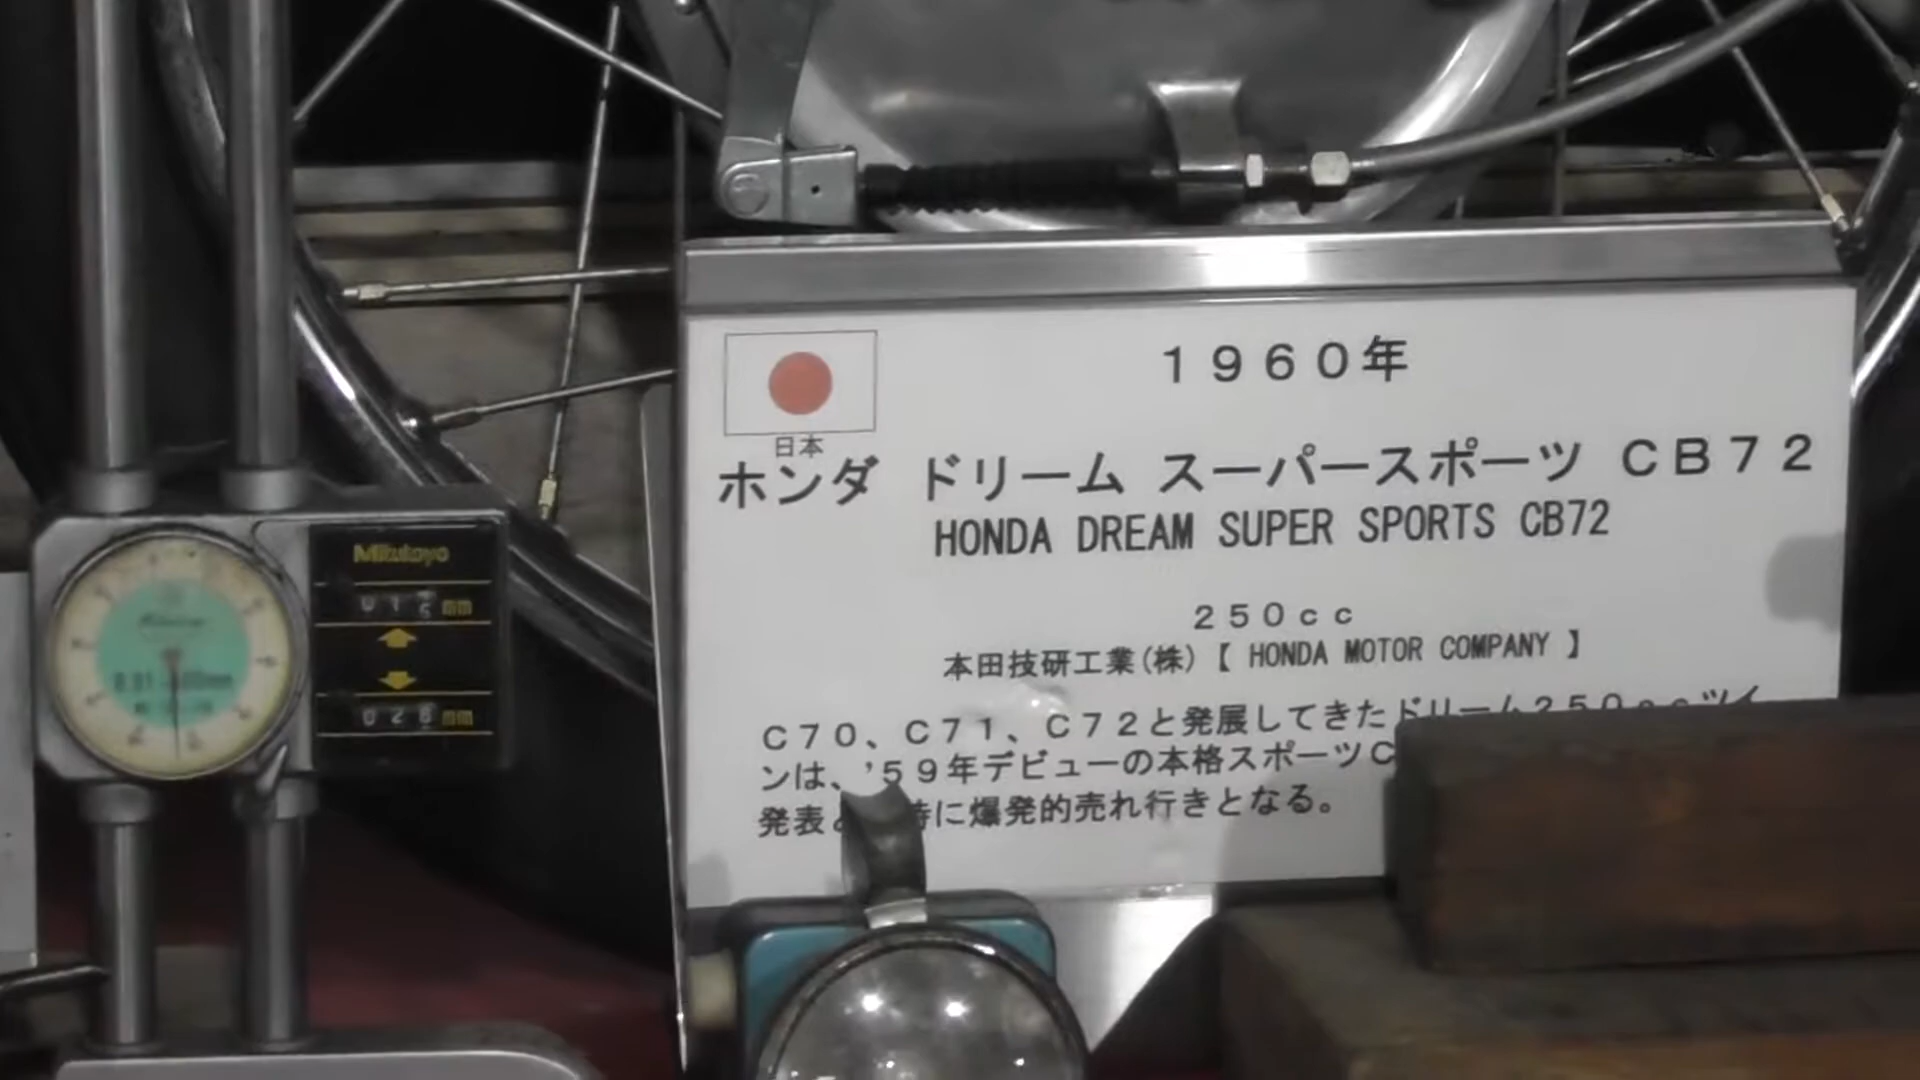 1960年
日本
ホンダ ドリーム スーパースポーツ CB72
HONDA DREAM SUPER SPORTS CB72
250cc
本田技研工業(株)【 HONDA MOTOR COMPANY 】
C70、C71、C72と発展してきたドリーム250ccツイ
ンは、'59年デビューの本格スポーツC
発表 に爆発的売れ行きとなる。
Mitutoyo
mm
mm